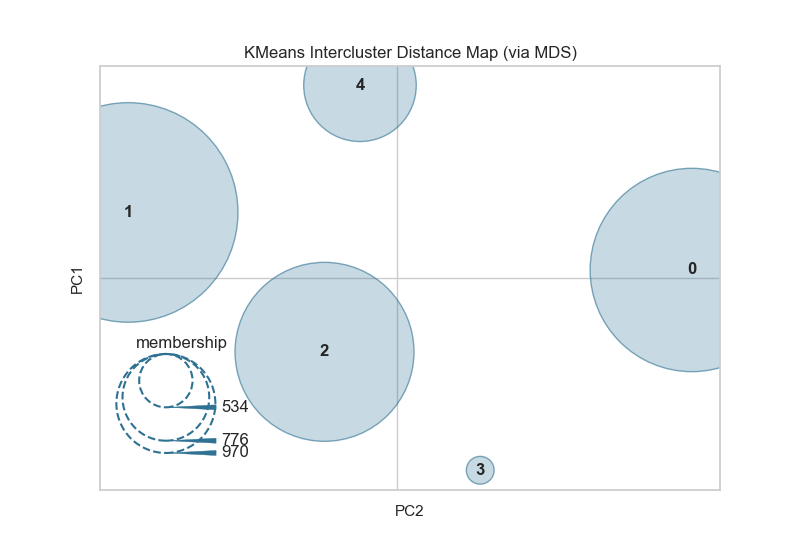 KMeans Intercluster Distance Map (via MDS)
4
1
0
PC1
membership
2
534
776
970
3
PC2